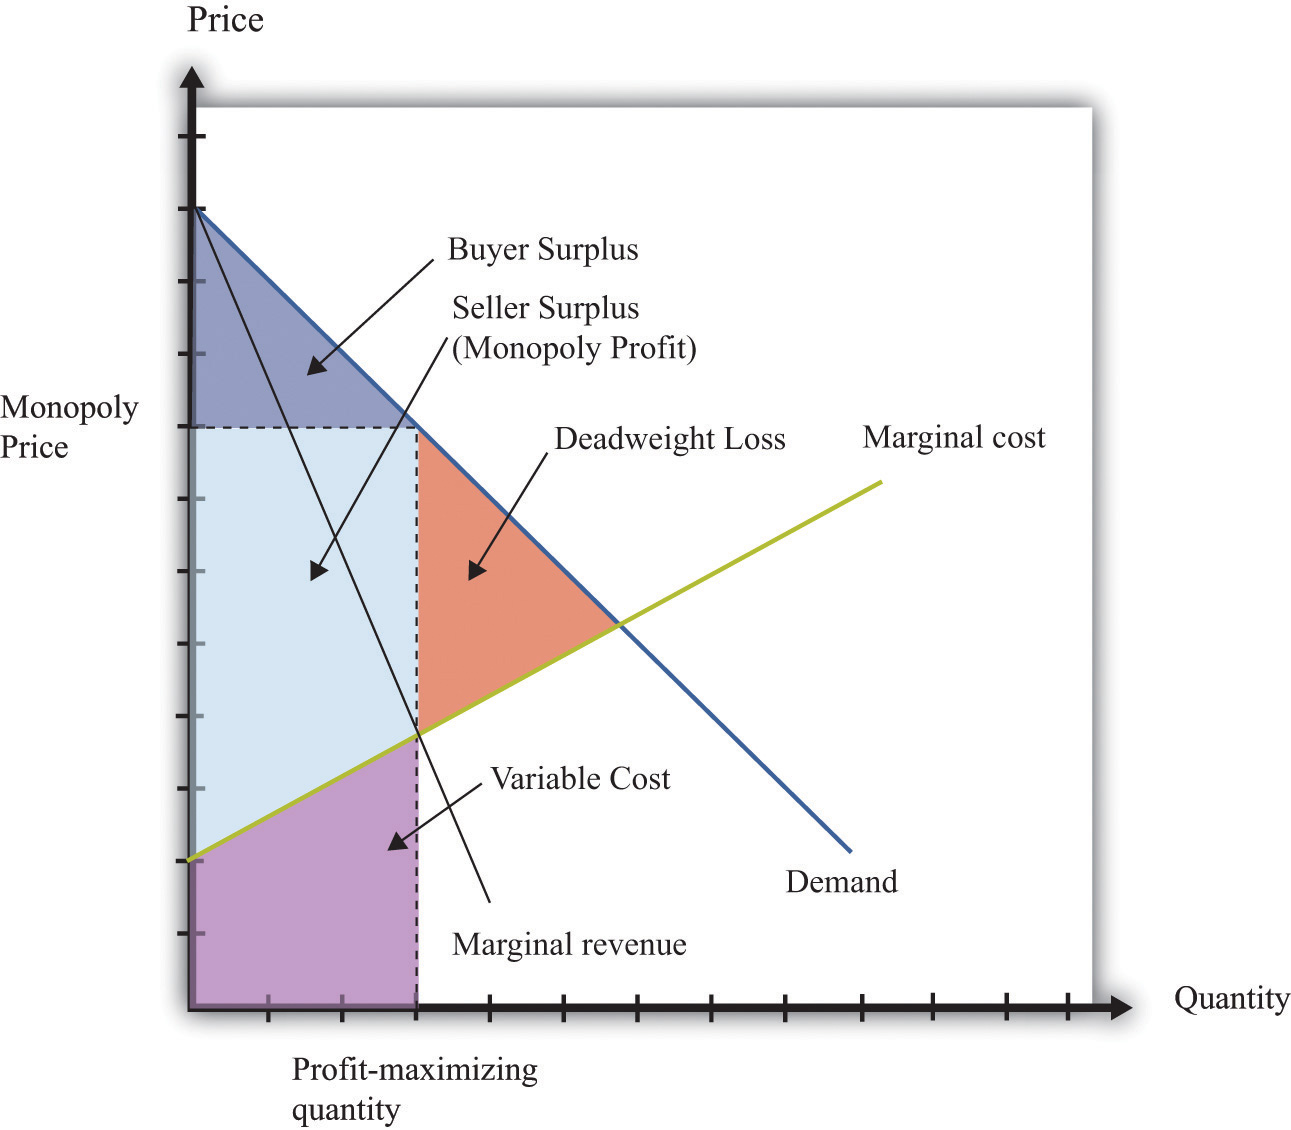 Price
Buyer Surplus
Seller Surplus
(Monopoly Profit)
Monopoly
Price
Deadweight Loss
Marginal cost
Variable Cost
Demand
Marginal revenue
Quantity
Profit-maximizing
quantity